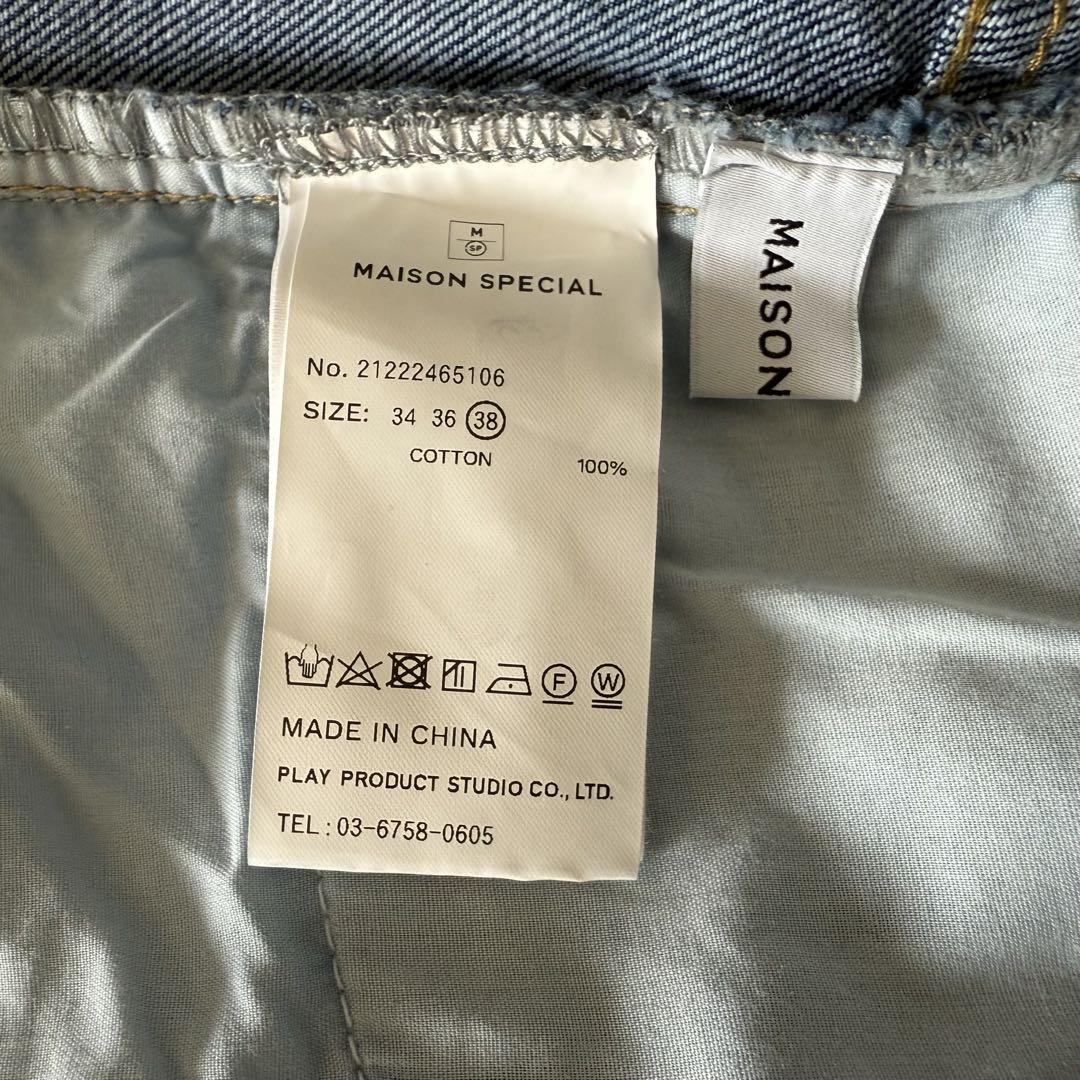 M
SP
MAISON SPECIAL
No. 21222465106
SIZE: 34 36 38
COTTON 100%
F W
MADE IN CHINA
PLAY PRODUCT STUDIO CO., LTD.
TEL : 03-6758-0605
MAISON